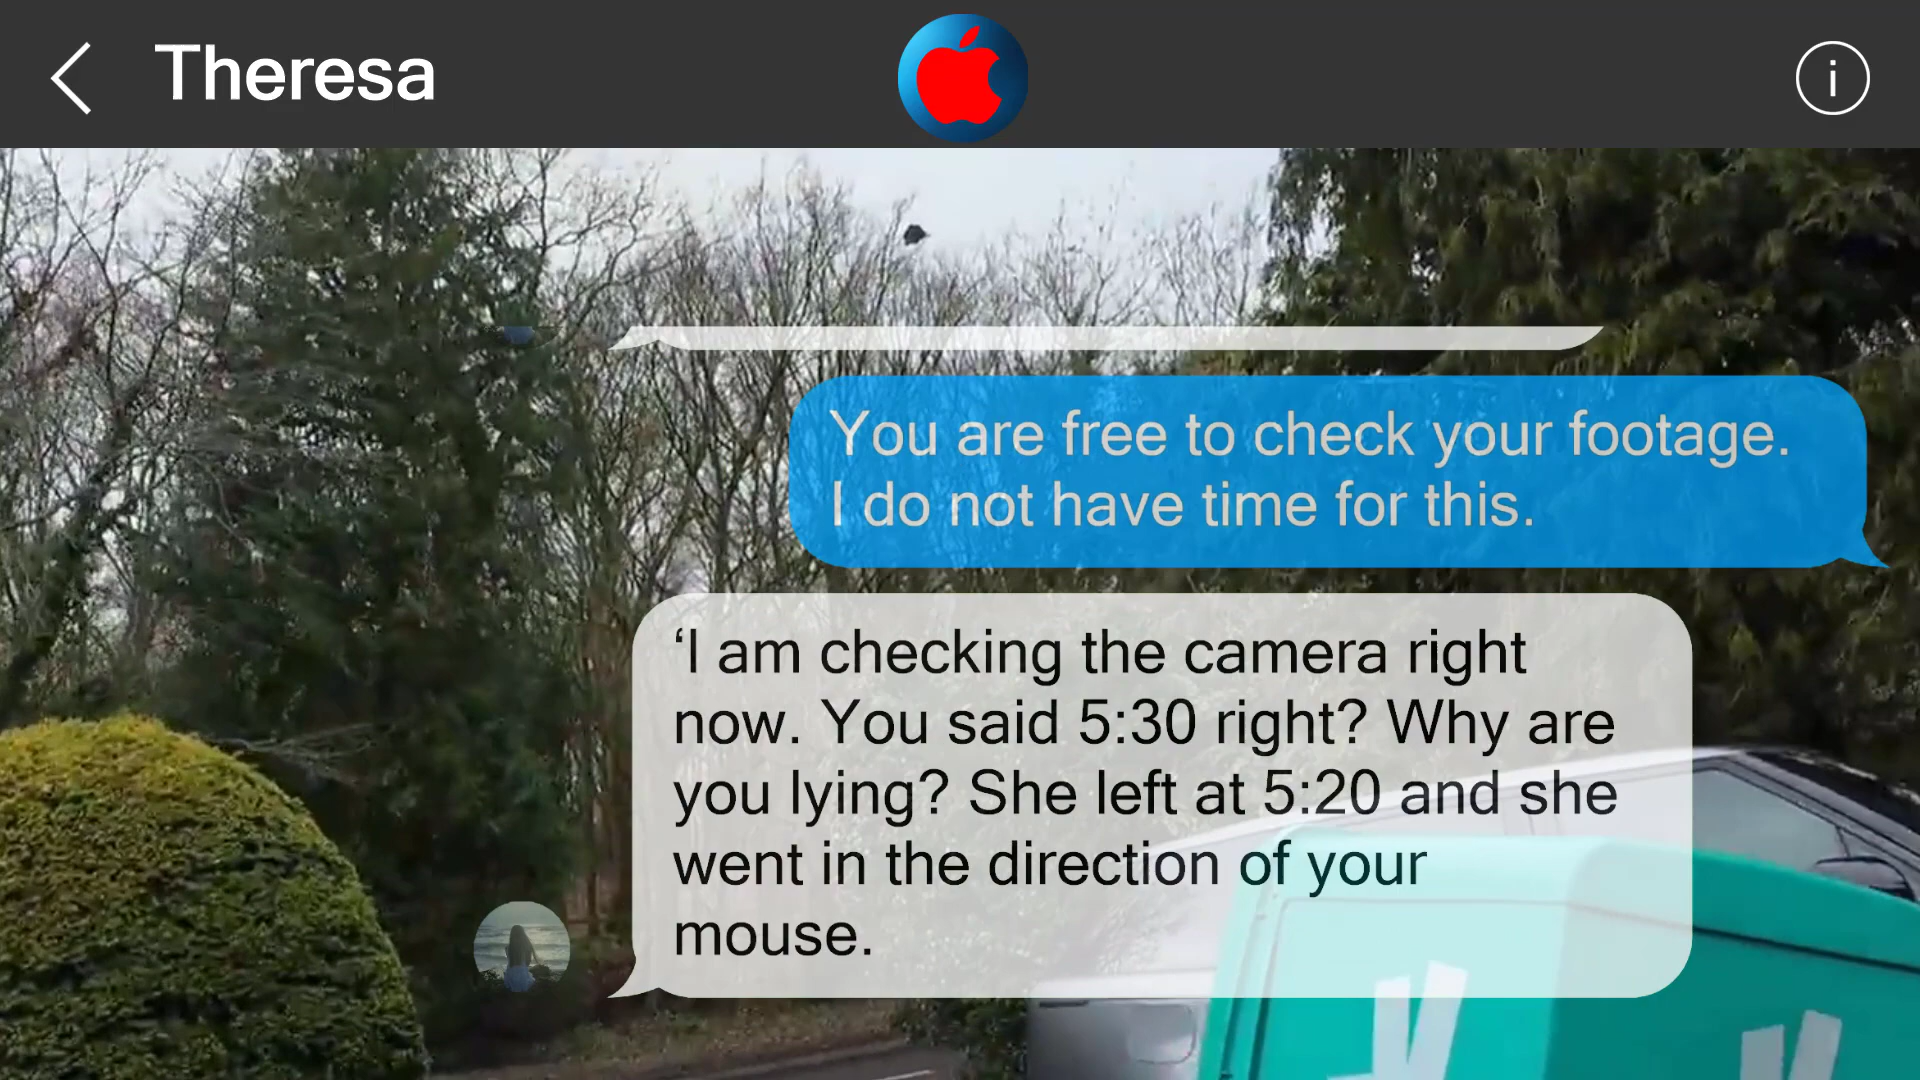 Theresa
You are free to check your footage.
I do not have time for this.
‘I am checking the camera right
now. You said 5:30 right? Why are
you lying? She left at 5:20 and she
went in the direction of your
mouse.